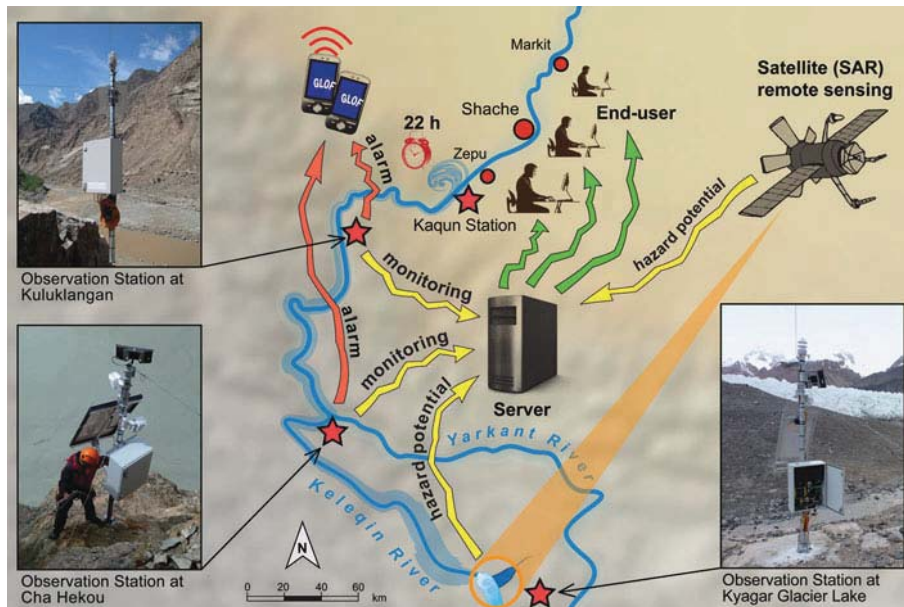 Observation Station at
Kuluklangan
Observation Station at
Cha Hekou
GLOF
GLOF
alarm
22 h
Markit
Shache
Zepu
Kaqun Station
End-user
Satellite (SAR)
remote sensing
hazard potential
monitoring
alarm
monitoring
Server
hazard potential
Yarkant River
Keleqin River
N
0 20 40 60
km
Observation Station at
Kyagar Glacier Lake